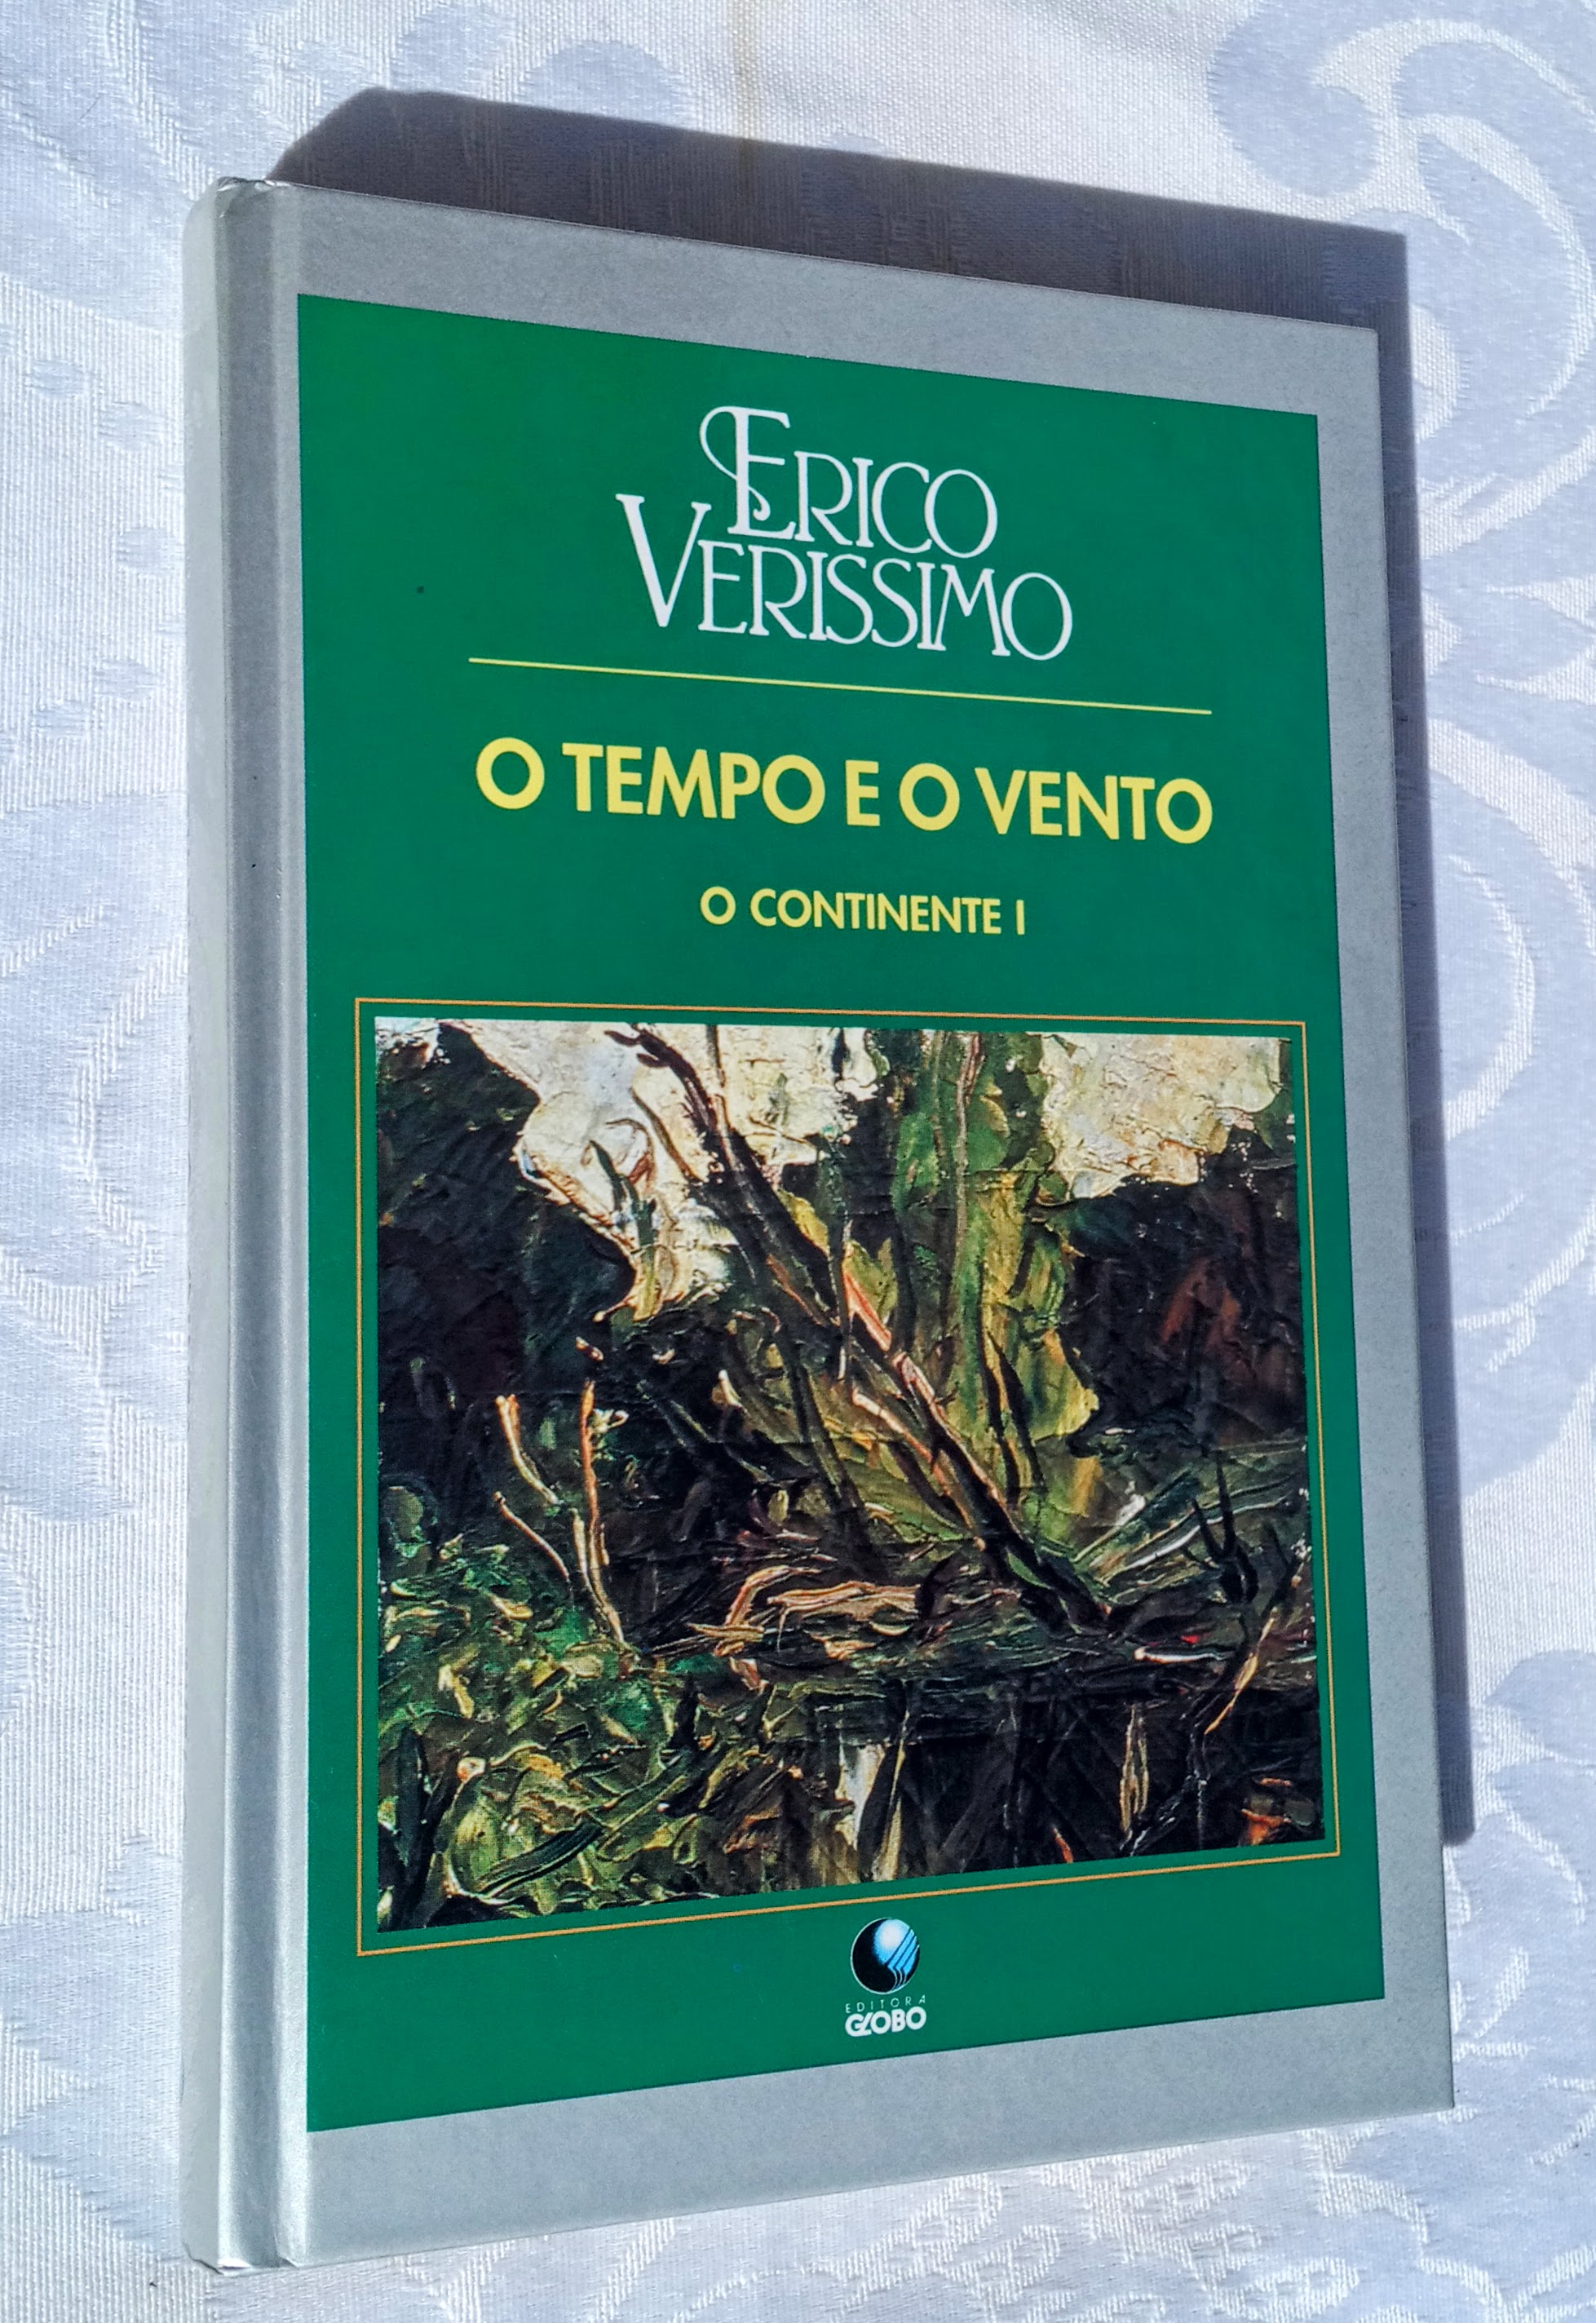 ERICO
VERISSIMO
O TEMPO E O VENTO
O CONTINENTE I
EDITORA
GLOBO